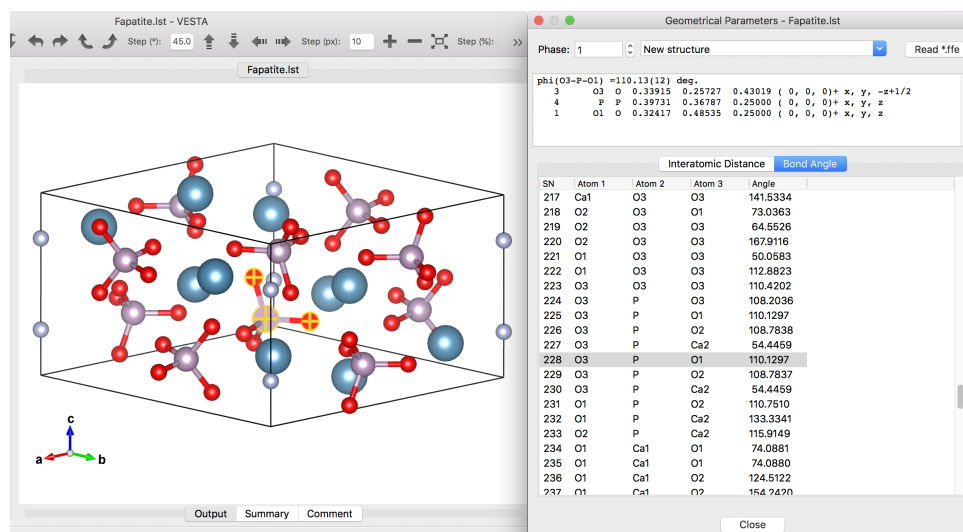 Fapatite.lst - VESTA
Step (°): 45.0 Step (px): 10 Step (%): »
Fapatite.lst
c
a b
Output Summary Comment
Geometrical Parameters - Fapatite.lst
Phase: 1 New structure Read *.ffe
phi(O3-P-O1) =110.13(12) deg.
3 O3 O 0.33915 0.25727 0.43019 ( 0, 0, 0)+ x, y, -z+1/2
4 P P 0.39731 0.36787 0.25000 ( 0, 0, 0)+ x, y, z
1 O1 O 0.32417 0.48535 0.25000 ( 0, 0, 0)+ x, y, z
Interatomic Distance Bond Angle
SN Atom 1 Atom 2 Atom 3 Angle
217 Ca1 O3 O3 141.5334
218 O2 O3 O1 73.0363
219 O2 O3 O3 64.5526
220 O2 O3 O3 167.9116
221 O1 O3 O3 50.0583
222 O1 O3 O3 112.8823
223 O3 O3 O3 110.4202
224 O3 P O3 108.2036
225 O3 P O1 110.1297
226 O3 P O2 108.7838
227 O3 P Ca2 54.4459
228 O3 P O1 110.1297
229 O3 P O2 108.7837
230 O3 P Ca2 54.4459
231 O1 P O2 110.7510
232 O1 P Ca2 133.3341
233 O2 P Ca2 115.9149
234 O1 Ca1 O1 74.0881
235 O1 Ca1 O1 74.0880
236 O1 Ca1 O2 124.5122
237 O1 Ca1 O2 154.2420
Close